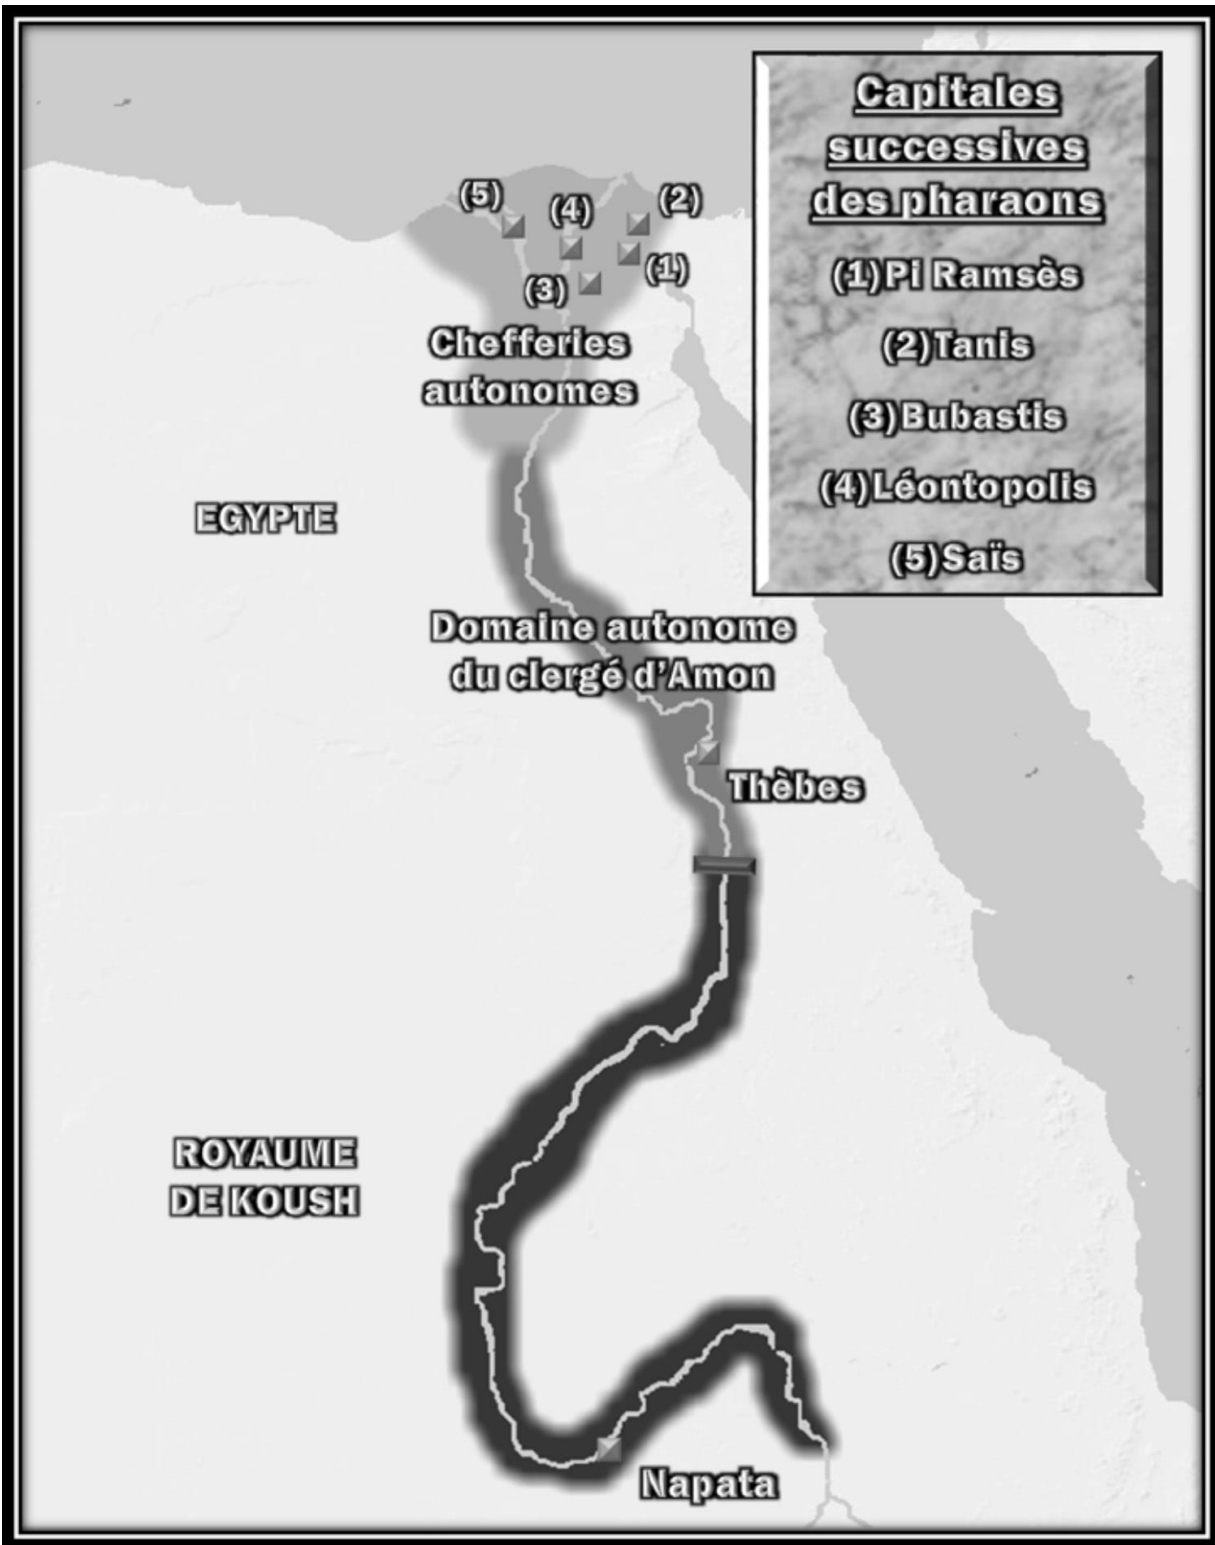 Capitales
successives
des pharaons
(1)Pi Ramsès
(2)Tanis
(3)Bubastis
(4)Léontopolis
(5)Saïs
(5)
(4)
(2)
(1)
(3)
Chefferies
autonomes
EGYPTE
Domaine autonome
du clergé d'Amon
Thèbes
ROYAUME
DE KOUSH
Napata